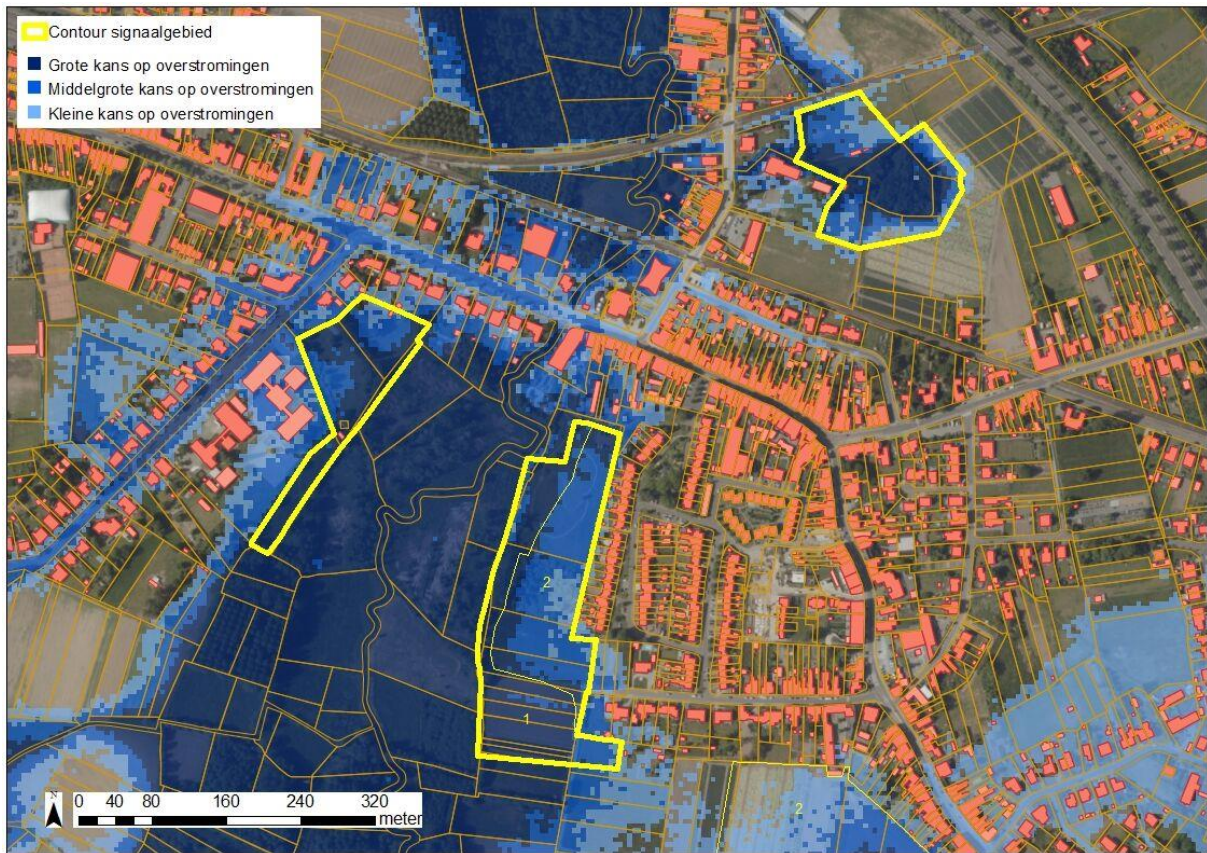 Contour signaalgebied
Grote kans op overstromingen
Middelgrote kans op overstromingen
Kleine kans op overstromingen
2
1
2
N
0 40 80 160 240 320
meter